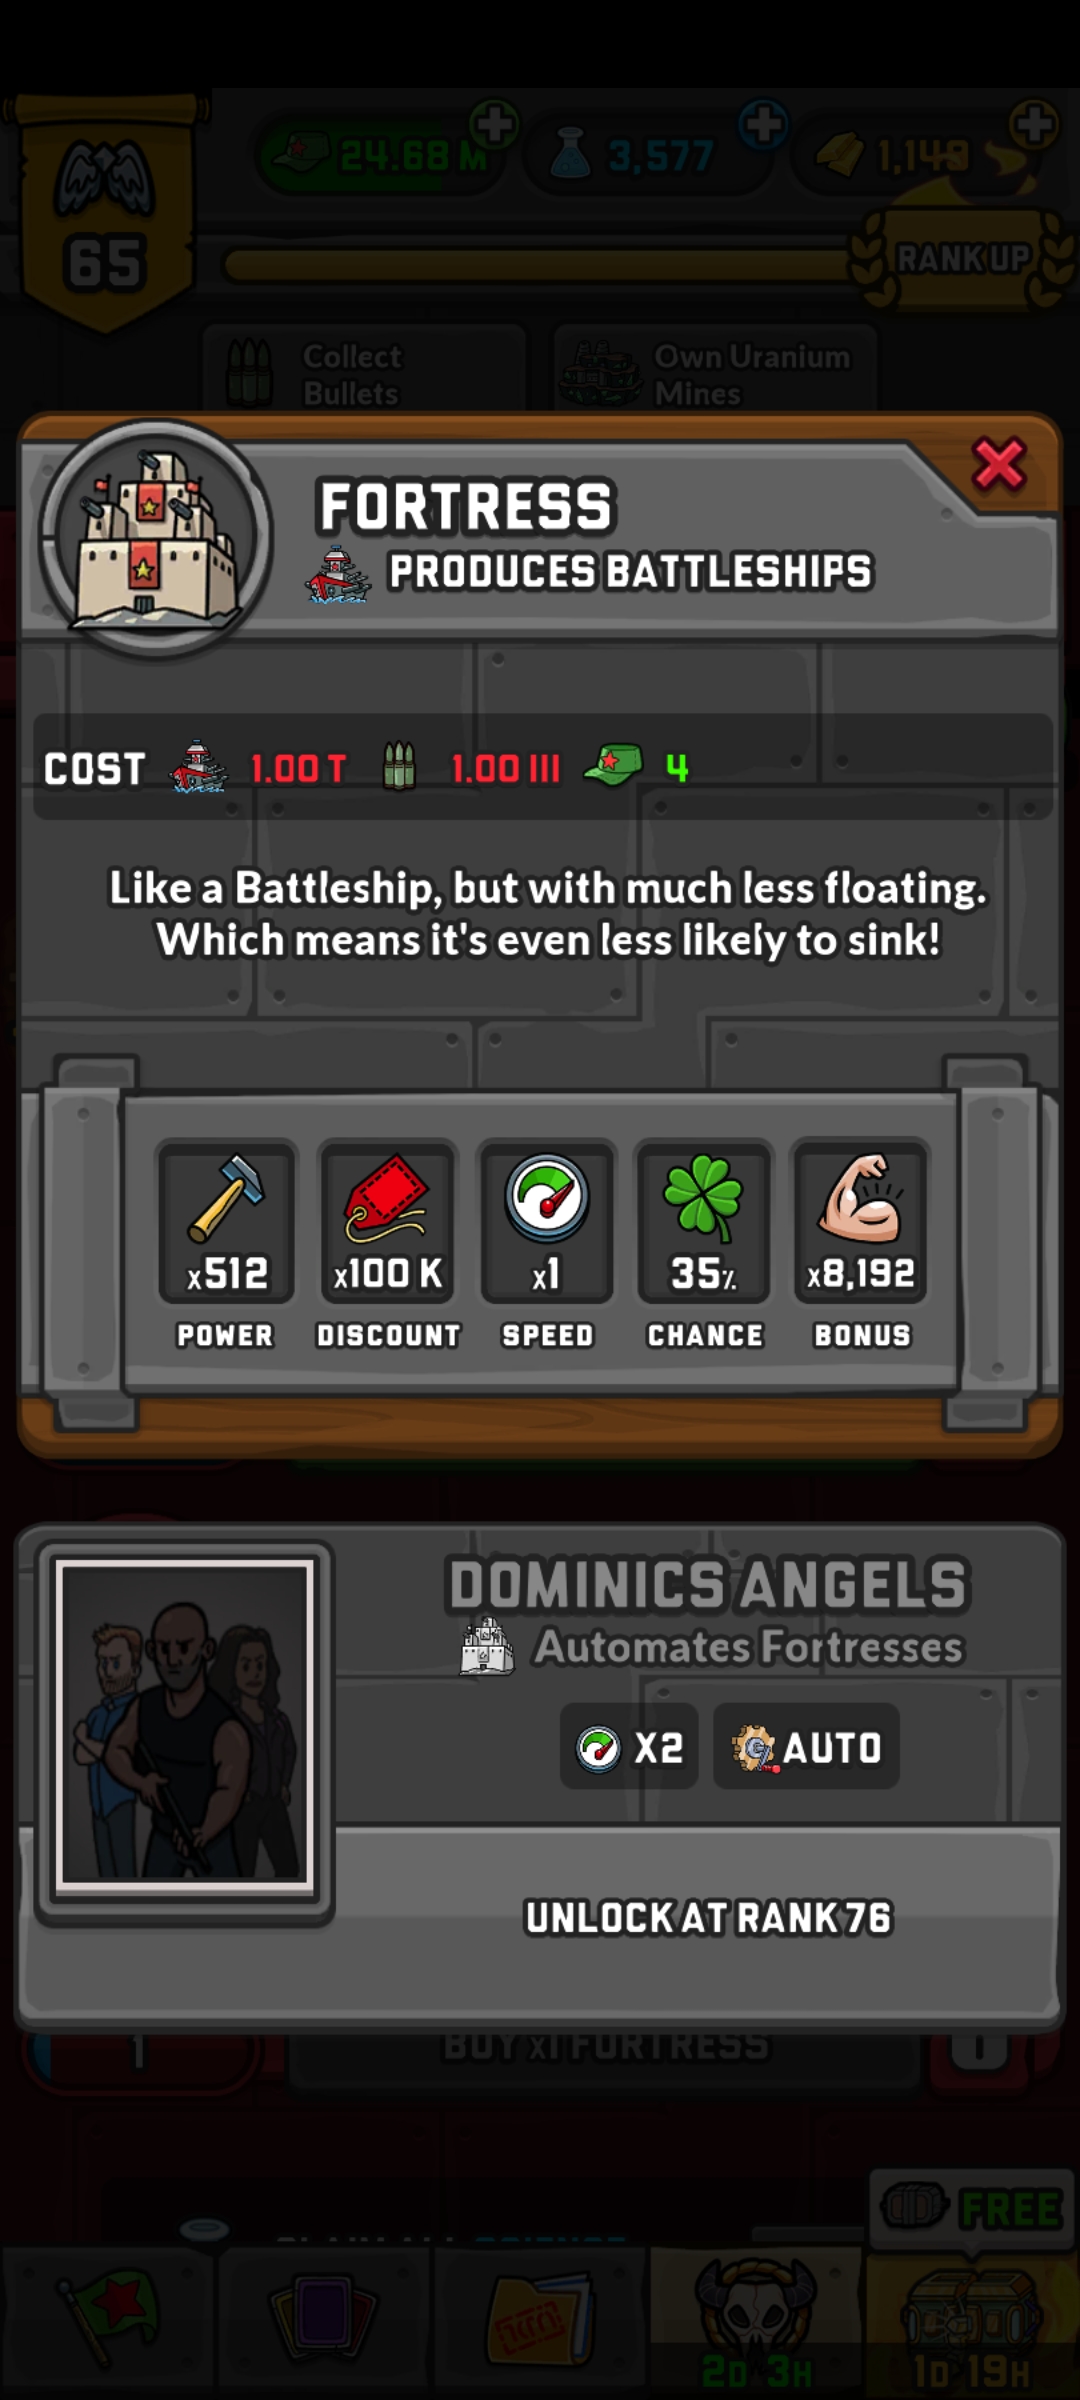 65
24.68 M
3,577
1,149
RANK UP
Collect
Bullets
Own Uranium
Mines
FORTRESS
PRODUCES BATTLESHIPS
COST 1.00 T 1.00 III 4
Like a Battleship, but with much less floating.
Which means it's even less likely to sink!
x512
x100 K
x1
35%
x8,192
POWER
DISCOUNT
SPEED
CHANCE
BONUS
DOMINICS ANGELS
Automates Fortresses
X2
AUTO
UNLOCK AT RANK 76
1
BUY x1 FORTRESS
0
FREE
2D 3H
1D 19H